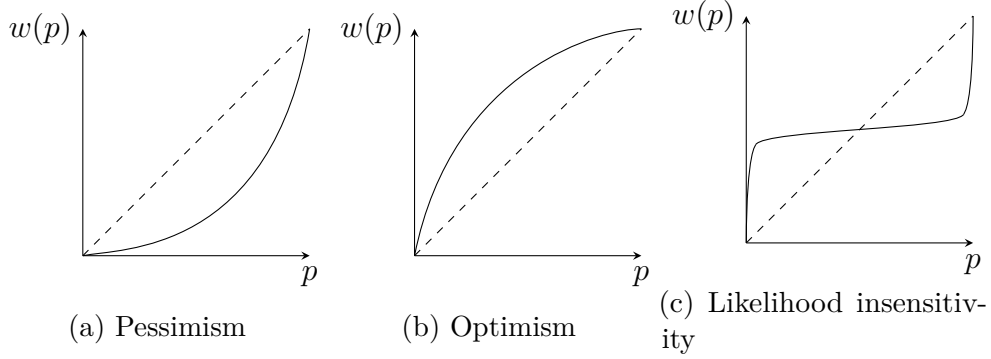 w(p)
p
(a) Pessimism
w(p)
p
(b) Optimism
w(p)
p
(c) Likelihood insensitiv-
ity